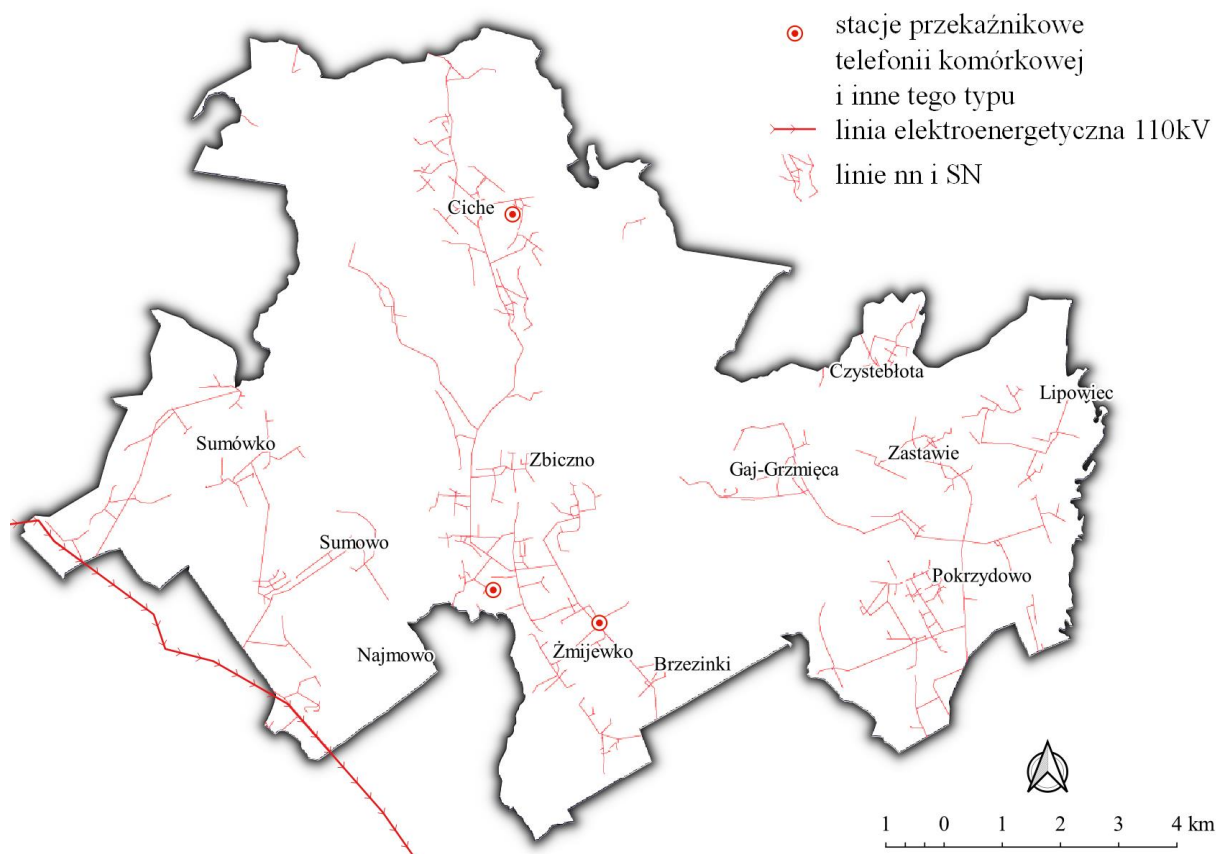 stacje przekaźnikowe
telefonii komórkowej
i inne tego typu
linia elektroenergetyczna 110kV
linie nn i SN
Ciche
Czystebłota
Lipowiec
Sumówko
Zbiczno
Gaj-Grzmięca
Zastawie
Sumowo
Pokrzydowo
Najmowo
Żmijewko
Brzezinki
1 0 1 2 3 4 km